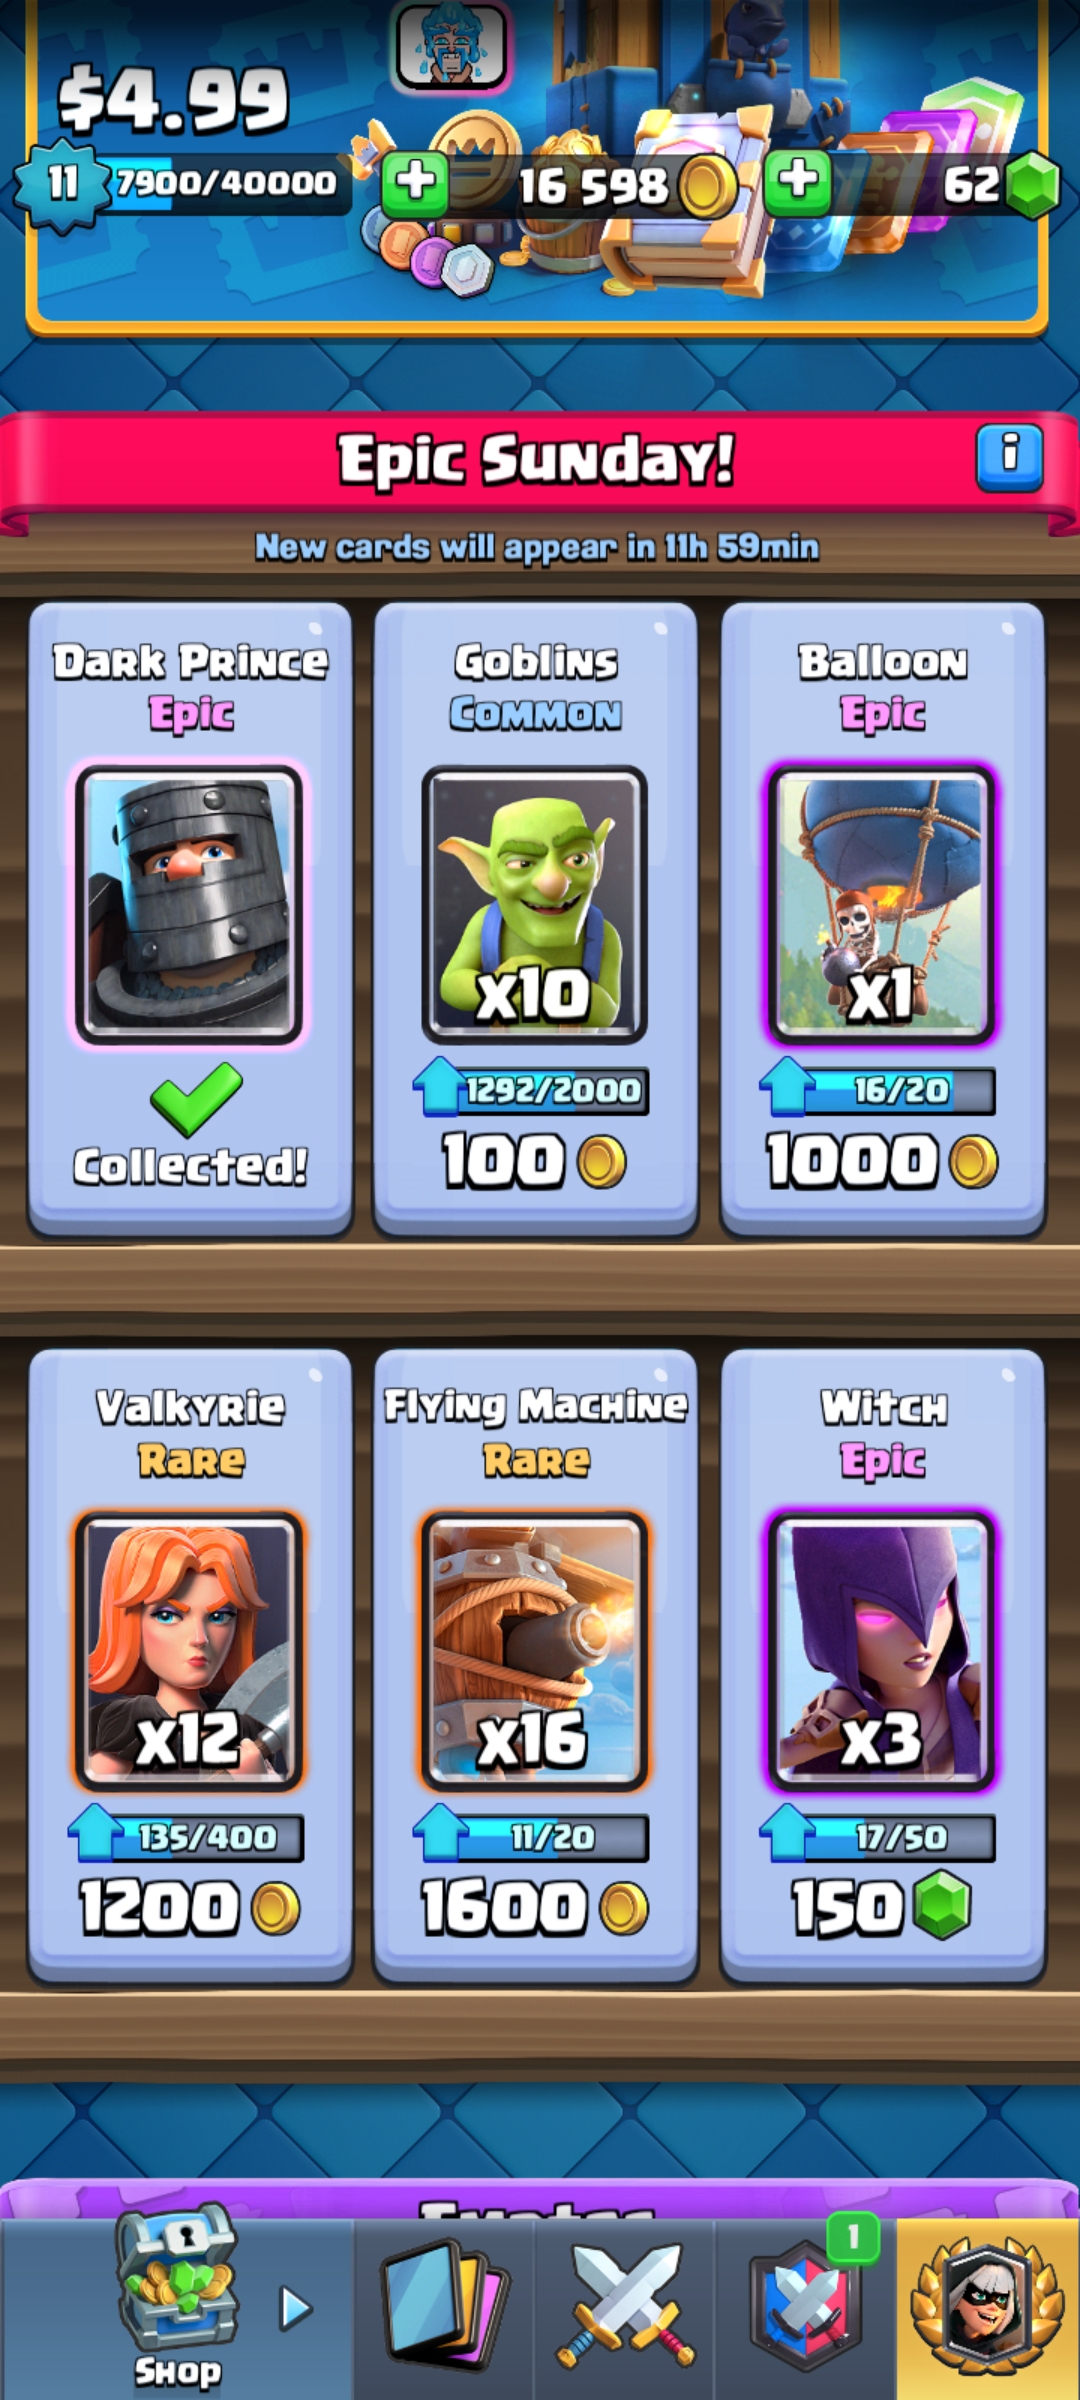 $4.99
11
7900/40000
16 598
62
Epic Sunday!
i
New cards will appear in 11h 59min
Dark Prince
Epic
Collected!
Goblins
Common
x10
1292/2000
100
Balloon
Epic
x1
16/20
1000
Valkyrie
Rare
x12
135/400
1200
Flying Machine
Rare
x16
11/20
1600
Witch
Epic
x3
17/50
150
1
Shop